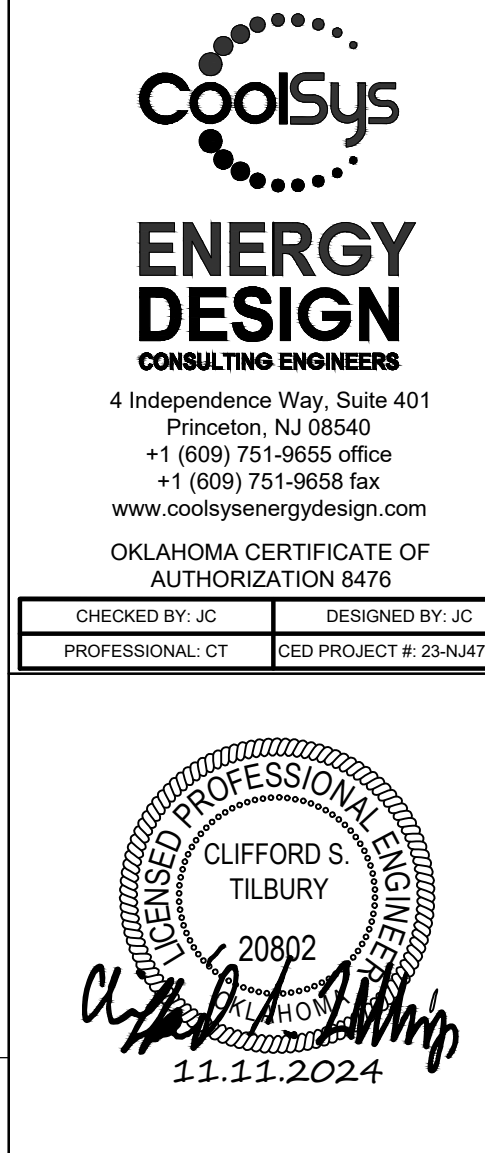 CoolSys
ENERGY
DESIGN
CONSULTING ENGINEERS
4 Independence Way, Suite 401
Princeton, NJ 08540
+1 (609) 751-9655 office
+1 (609) 751-9658 fax
www.coolsysenergydesign.com
OKLAHOMA CERTIFICATE OF
AUTHORIZATION 8476
CHECKED BY: JC
DESIGNED BY: JC
PROFESSIONAL: CT
CED PROJECT #: 23-NJ47
LICENSED PROFESSIONAL ENGINEER
CLIFFORD S.
TILBURY
20802
OKLAHOMA
Clifford S. Tilbury
11.11.2024